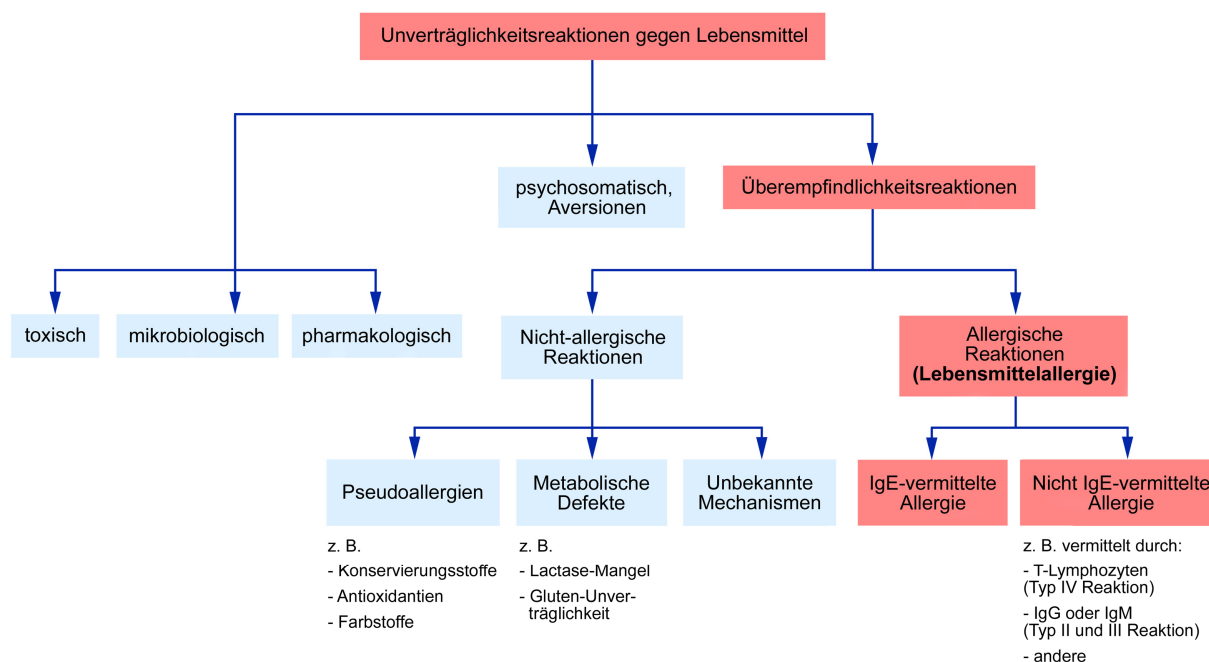 Unverträglichkeitsreaktionen gegen Lebensmittel
psychosomatisch,
Aversionen
Überempfindlichkeitsreaktionen
toxisch
mikrobiologisch
pharmakologisch
Nicht-allergische
Reaktionen
Allergische
Reaktionen
(Lebensmittelallergie)
Pseudoallergien
Metabolische
Defekte
Unbekannte
Mechanismen
IgE-vermittelte
Allergie
Nicht IgE-vermittelte
Allergie
z. B.
- Konservierungsstoffe
- Antioxidantien
- Farbstoffe
z. B.
- Lactase-Mangel
- Gluten-Unver-
träglichkeit
z. B. vermittelt durch:
- T-Lymphozyten
(Typ IV Reaktion)
- IgG oder IgM
(Typ II und III Reaktion)
- andere